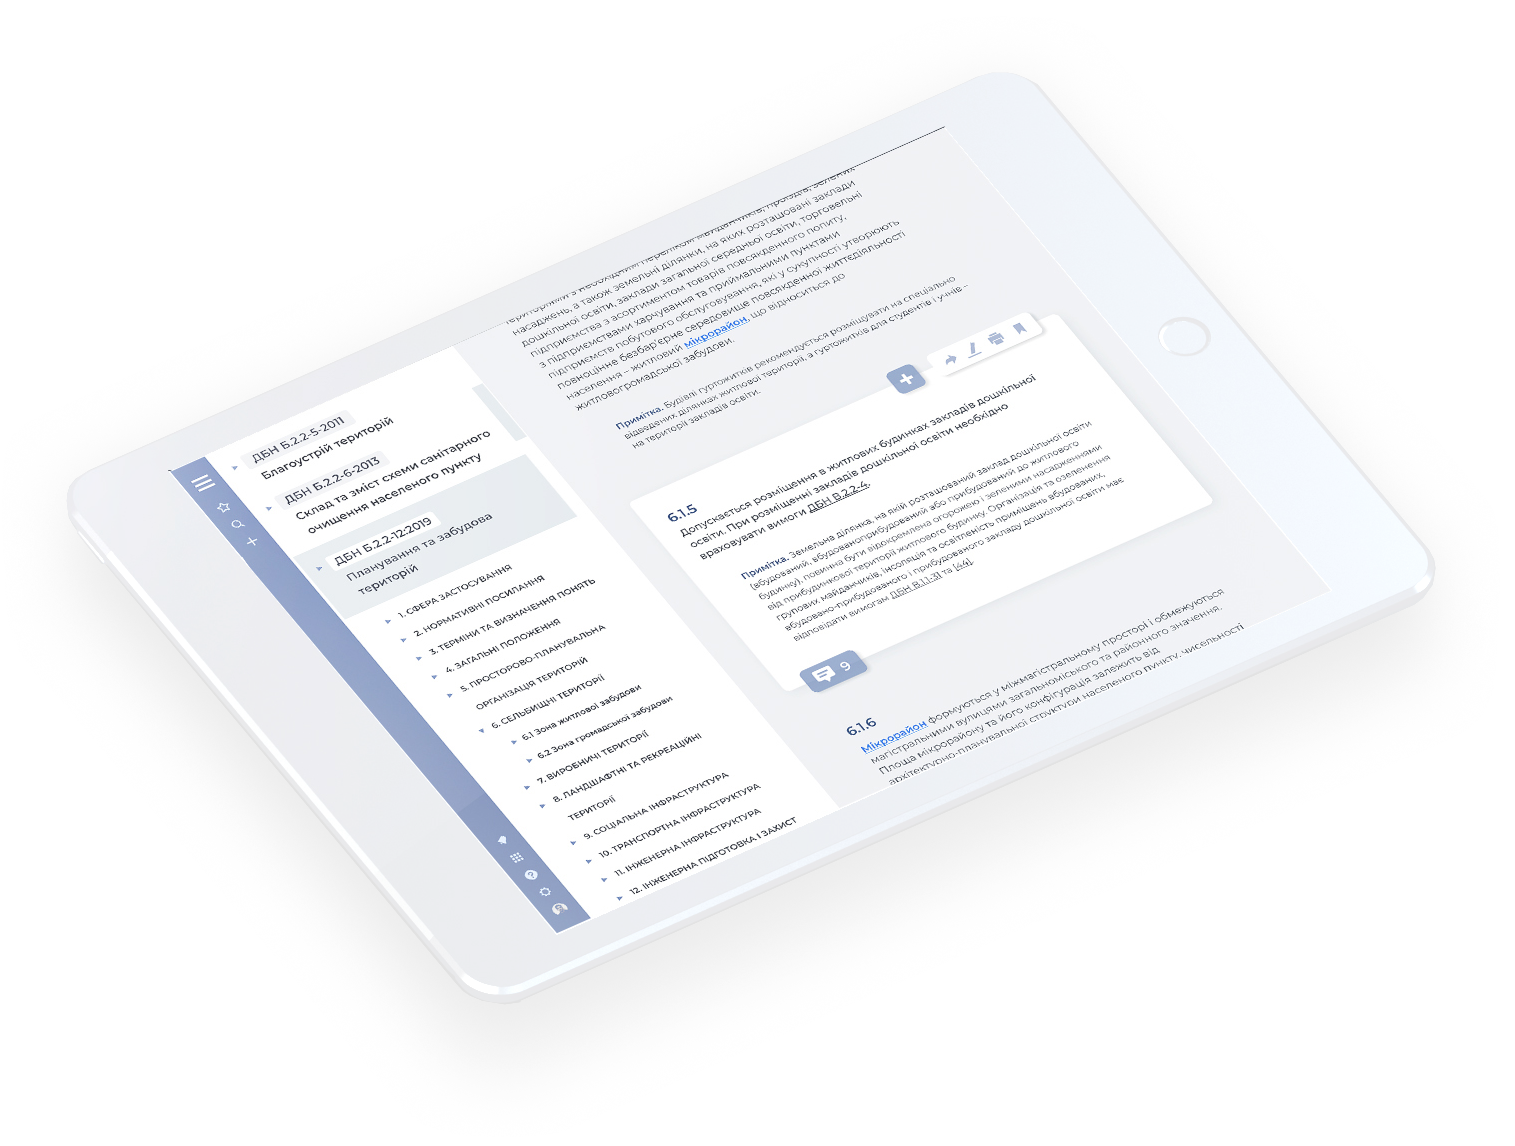 ДБН Б.2.2-5-2011
Благоустрій територій
ДБН Б.2.2-6-2013
Склад та зміст схеми санітарного
очищення населеного пункту
ДБН Б.2.2-12:2019
Планування та забудова
територій
1. СФЕРА ЗАСТОСУВАННЯ
2. НОРМАТИВНІ ПОСИЛАННЯ
3. ТЕРМІНИ ТА ВИЗНАЧЕННЯ ПОНЯТЬ
4. ЗАГАЛЬНІ ПОЛОЖЕННЯ
5. ПРОСТОРОВО-ПЛАНУВАЛЬНА
ОРГАНІЗАЦІЯ ТЕРИТОРІЙ
6. СЕЛЬБИЩНІ ТЕРИТОРІЇ
6.1 Зона житлової забудови
6.2 Зона громадської забудови
7. ВИРОБНИЧІ ТЕРИТОРІЇ
8. ЛАНДШАФТНІ ТА РЕКРЕАЦІЙНІ
ТЕРИТОРІЇ
9. СОЦІАЛЬНА ІНФРАСТРУКТУРА
10. ТРАНСПОРТНА ІНФРАСТРУКТУРА
11. ІНЖЕНЕРНА ІНФРАСТРУКТУРА
12. ІНЖЕНЕРНА ПІДГОТОВКА І ЗАХИСТ
насаджень, а також земельні ділянки, на яких розташовані заклади
дошкільної освіти, заклади загальної середньої освіти, торговельні
підприємства з асортиментом товарів повсякденного попиту,
з підприємствами харчування та приймальними пунктами
підприємств побутового обслуговування, які у сукупності утворюють
повноцінне безбар'єрне середовище повсякденної життєдіяльності
населення – житловий мікрорайон, що відноситься до
житловогромадської забудови.
Примітка. Будівлі гуртожитків рекомендується розміщувати на спеціально
відведених ділянках житлової території, а гуртожитків для студентів і учнів –
на території закладів освіти.
6.1.5
Допускається розміщення в житлових будинках закладів дошкільної
освіти. При розміщенні закладів дошкільної освіти необхідно
враховувати вимоги ДБН В.2.2-4.
Примітка. Земельна ділянка, на якій розташований заклад дошкільної освіти
(вбудований, вбудованоприбудований або прибудований до житлового
будинку), повинна бути відокремлена огорожею і зеленими насадженнями
від прибудинкової території житлового будинку. Організація та озеленення
групових майданчиків, інсоляція та освітленість приміщень вбудованих,
вбудовано-прибудованого і прибудованого закладу дошкільної освіти має
відповідати вимогам ДБН В.1.1-31 та [44].
9
6.1.6
Мікрорайон формуються у міжмагістральному просторі і обмежуються
магістральними вулицями загальноміського та районного значення.
Площа мікрорайону та його конфігурація залежить від
архітектурно-планувальної структури населеного пункту, чисельності